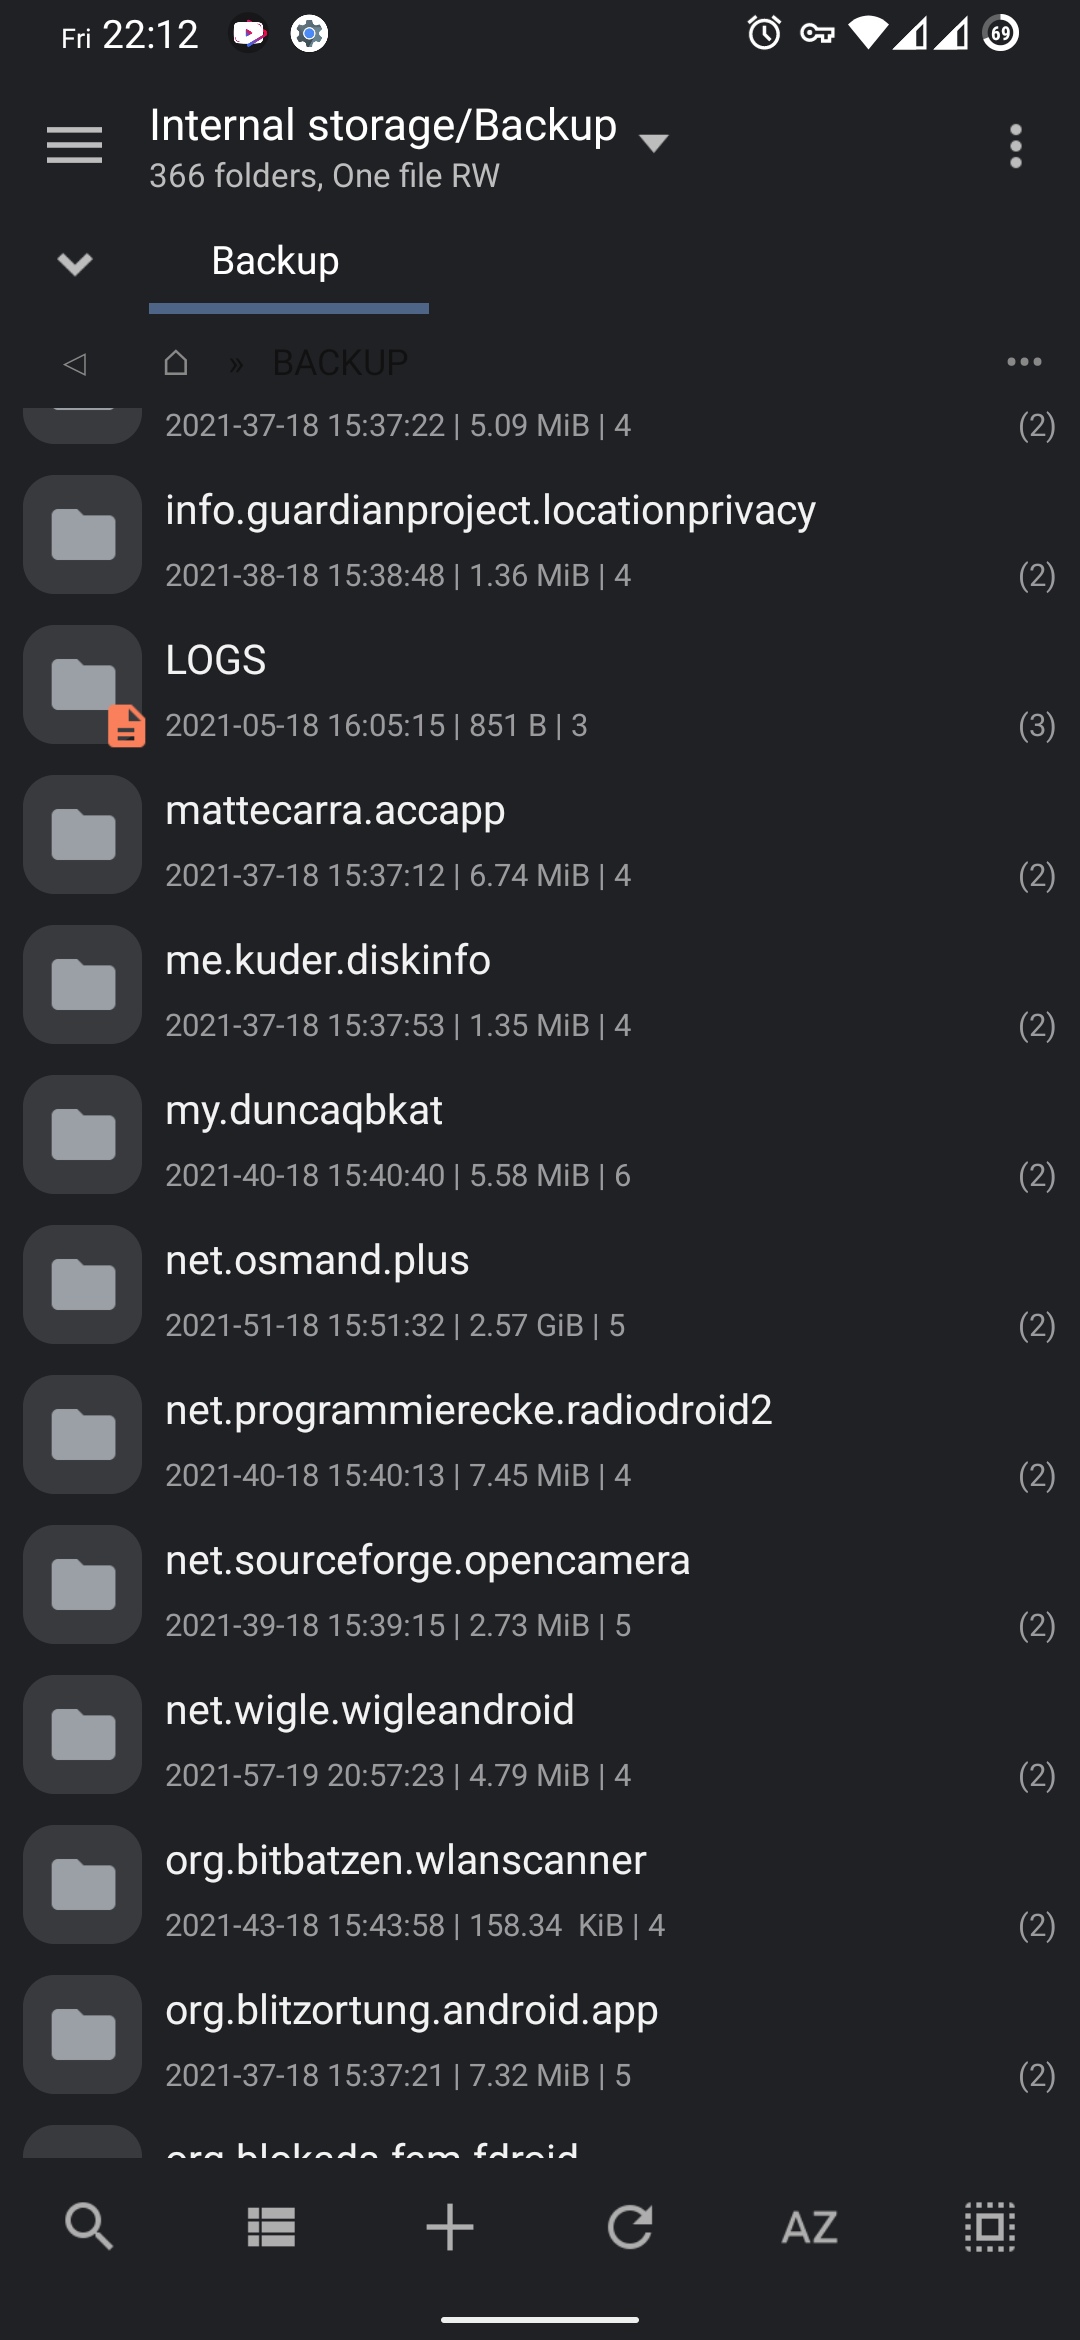 Fri 22:12
69
Internal storage/Backup
366 folders, One file RW
Backup
» BACKUP
2021-37-18 15:37:22 | 5.09 MiB | 4 (2)
info.guardianproject.locationprivacy
2021-38-18 15:38:48 | 1.36 MiB | 4 (2)
LOGS
2021-05-18 16:05:15 | 851 B | 3 (3)
mattecarra.accapp
2021-37-18 15:37:12 | 6.74 MiB | 4 (2)
me.kuder.diskinfo
2021-37-18 15:37:53 | 1.35 MiB | 4 (2)
my.duncaqbkat
2021-40-18 15:40:40 | 5.58 MiB | 6 (2)
net.osmand.plus
2021-51-18 15:51:32 | 2.57 GiB | 5 (2)
net.programmierecke.radiodroid2
2021-40-18 15:40:13 | 7.45 MiB | 4 (2)
net.sourceforge.opencamera
2021-39-18 15:39:15 | 2.73 MiB | 5 (2)
net.wigle.wigleandroid
2021-57-19 20:57:23 | 4.79 MiB | 4 (2)
org.bitbatzen.wlanscanner
2021-43-18 15:43:58 | 158.34 KiB | 4 (2)
org.blitzortung.android.app
2021-37-18 15:37:21 | 7.32 MiB | 5 (2)
org.blokada.fem.fdroid
AZ